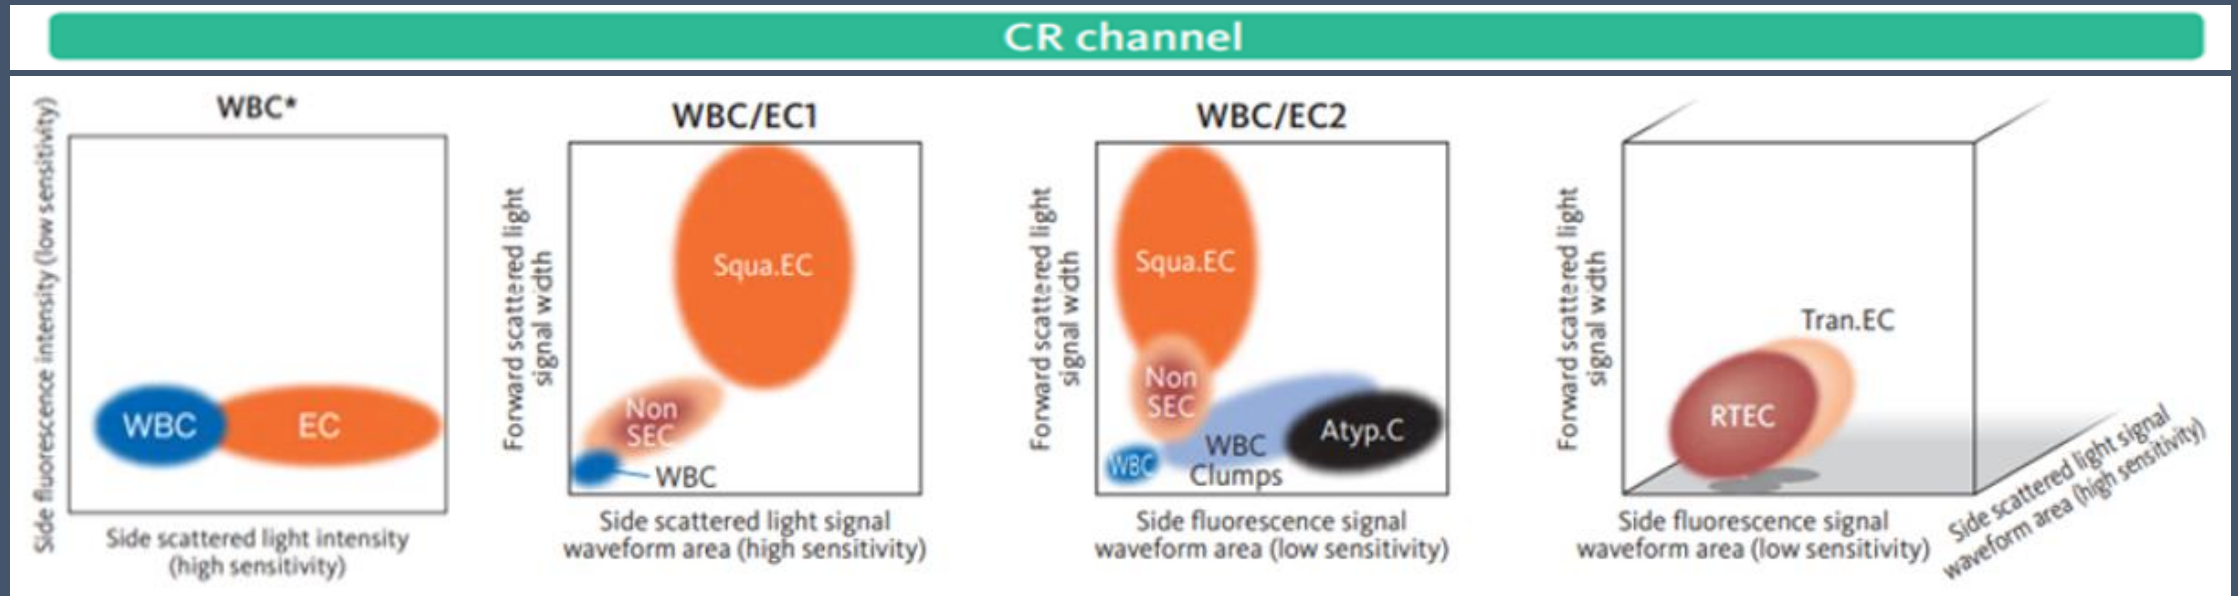 CR channel
WBC*
Side fluorescence intensity (low sensitivity)
WBC
EC
Side scattered light intensity
(high sensitivity)
WBC/EC1
Forward scattered light
signal width
Squa.EC
Non
SEC
WBC
Side scattered light signal
waveform area (high sensitivity)
WBC/EC2
Forward scattered light
signal width
Squa.EC
Non
SEC
WBC
WBC
Clumps
Atyp.C
Side fluorescence signal
waveform area (low sensitivity)
Forward scattered light
signal width
Tran.EC
RTEC
Side fluorescence signal
waveform area (low sensitivity)
Side scattered light signal
waveform area (high sensitivity)